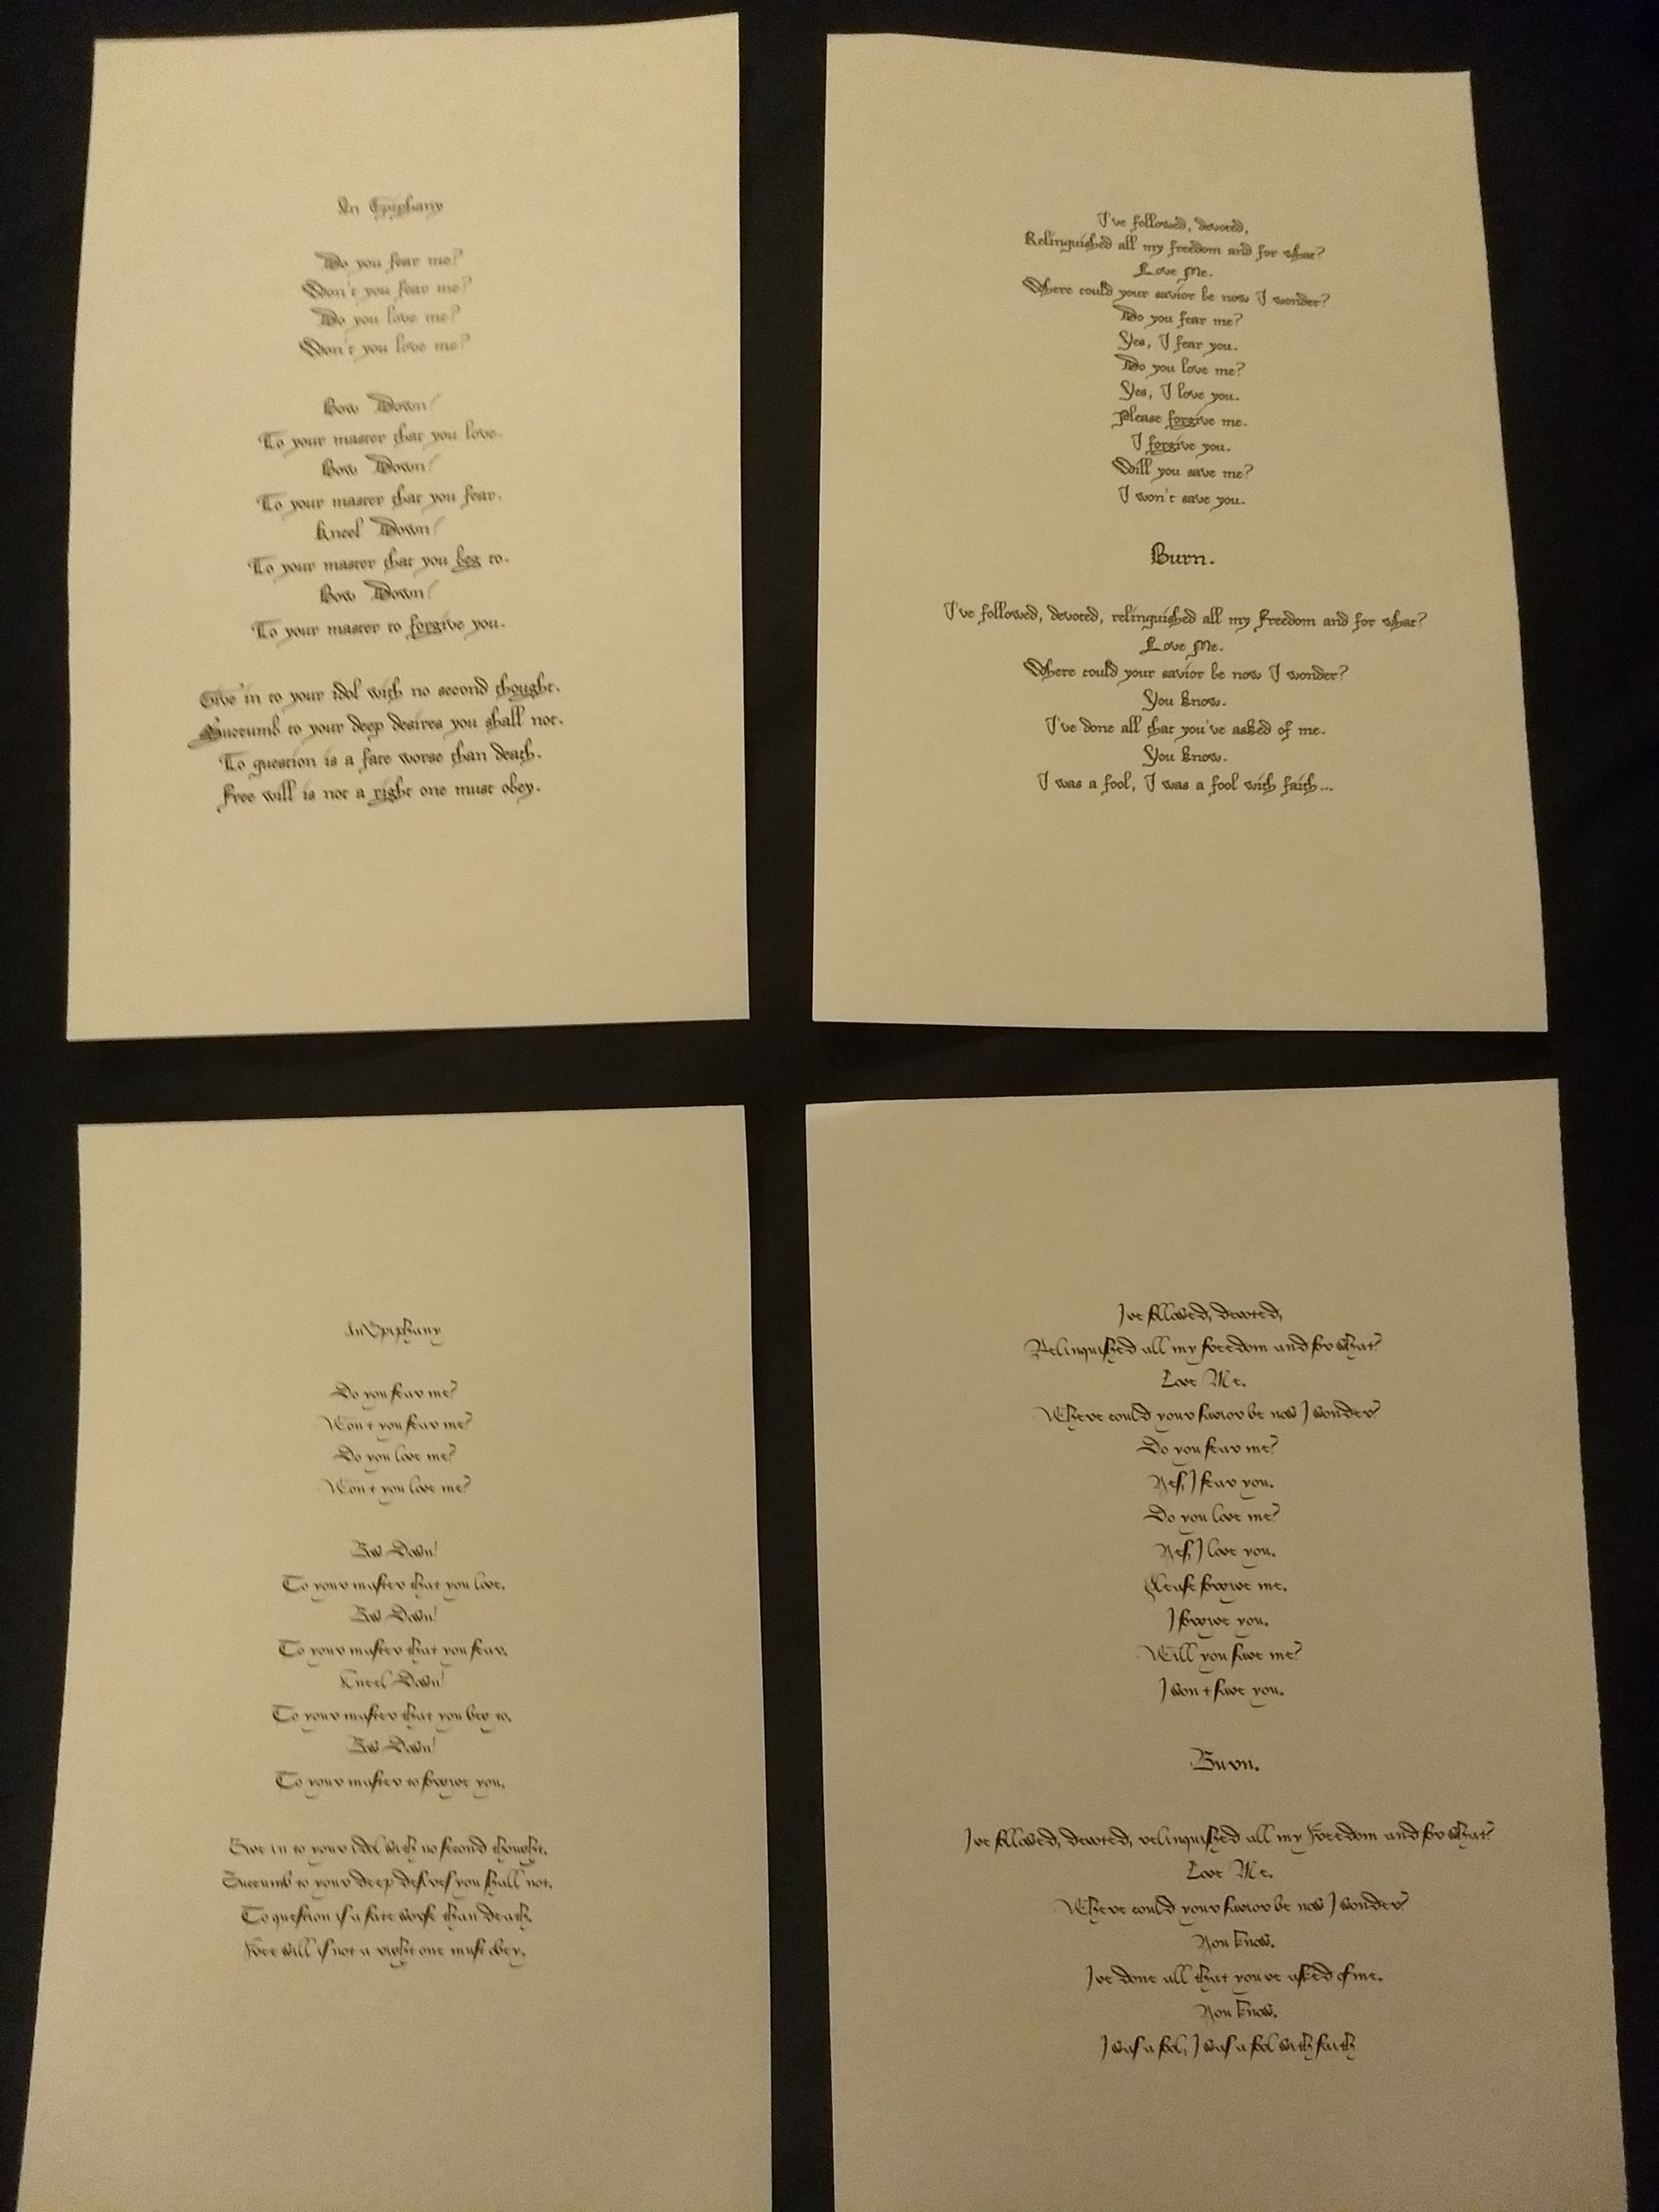 In Epiphany
Do you fear me?
Don't you fear me?
Do you love me?
Don't you love me?
Bow Down!
To your master that you love.
Bow Down!
To your master that you fear.
Kneel Down!
To your master that you beg to.
Bow Down!
To your master to forgive you.
Give in to your idol with no second thought.
Succumb to your deep desires you shall not.
To question is a fate worse than death.
Free will is not a right one must obey.
I've followed, devoted,
Relinquished all my freedom and for what?
Love Me.
Where could your savior be now I wonder?
Do you fear me?
Yes, I fear you.
Do you love me?
Yes, I love you.
Please forgive me.
I forgive you.
Will you save me?
I won't save you.
Burn.
I've followed, devoted, relinquished all my Freedom and for what?
Love Me.
Where could your savior be now I wonder?
You know.
I've done all that you've asked of me.
You know.
I was a fool, I was a fool with faith...
In Epiphany
Do you fear me?
Won t you fear me?
Do you love me?
Won t you love me?
Bow Down!
To your master that you love.
Bow Down!
To your master that you fear.
Kneel Down!
To your master that you beg to.
Bow Down!
To your master to forgive you.
Give in to your idol with no second thought.
Succumb to your deep desires you shall not.
To question is a fate worse than death.
Free will is not a right one must obey.
I ve followed, devoted,
Relinquished all my freedom and for what?
Love Me.
Where could your savior be now I wonder?
Do you fear me?
Yes, I fear you.
Do you love me?
Yes, I love you.
Please forgive me.
I forgive you.
Will you save me?
I won t save you.
Burn.
I ve followed, devoted, relinquished all my Freedom and for what?
Love Me.
Where could your savior be now I wonder?
You know.
I ve done all that you ve asked of me.
You know.
I was a fool, I was a fool with faith